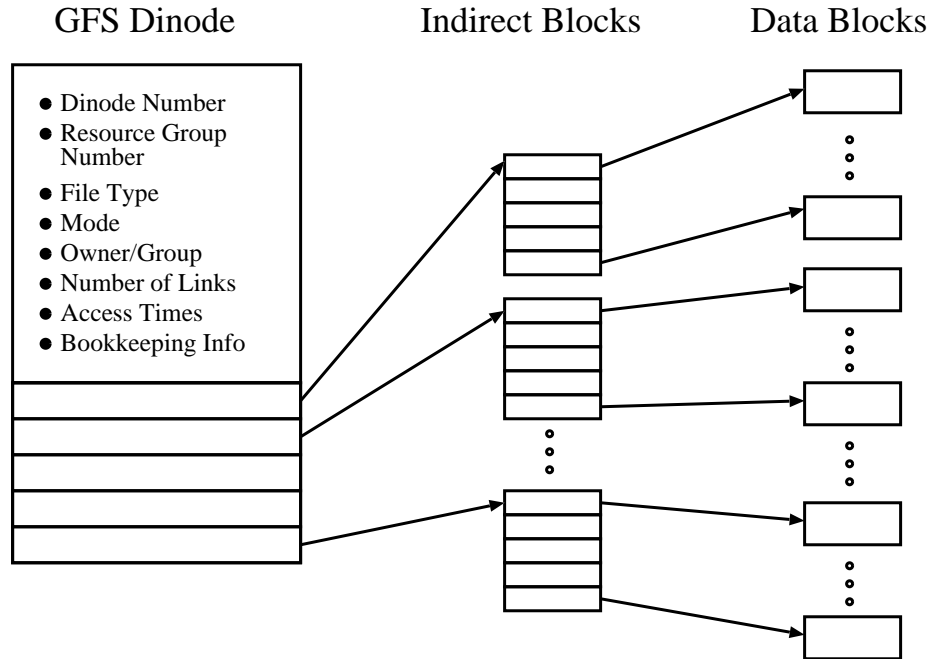 GFS Dinode
Indirect Blocks
Data Blocks
● Dinode Number
● Resource Group
Number
● File Type
● Mode
● Owner/Group
● Number of Links
● Access Times
● Bookkeeping Info